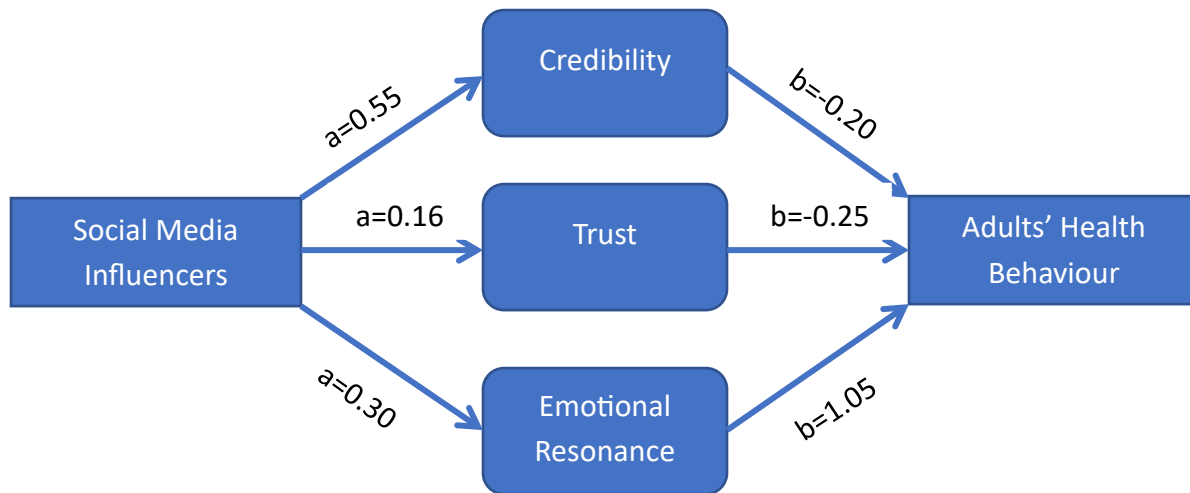 Credibility
a=0.55
b=-0.20
Social Media
Influencers
a=0.16
Trust
b=-0.25
Adults’ Health
Behaviour
a=0.30
Emotional
Resonance
b=1.05